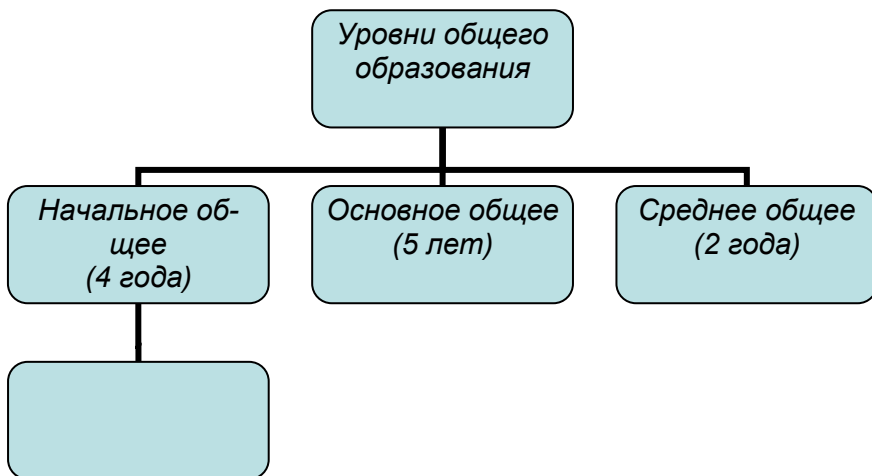 Уровни общего
образования
Начальное об-
щее
(4 года)
Основное общее
(5 лет)
Среднее общее
(2 года)